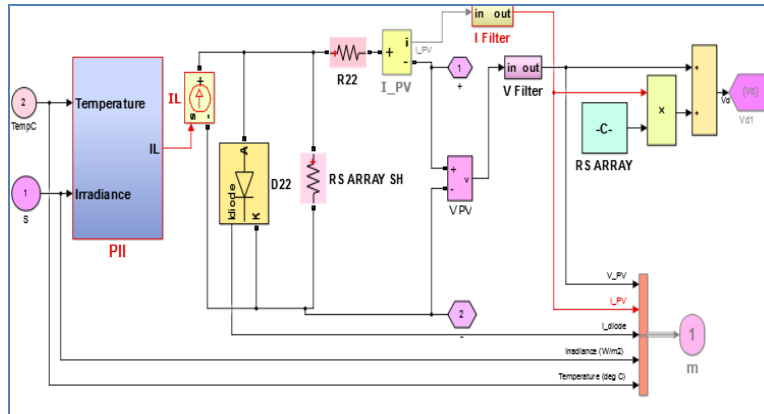 in out
I Filter
i
I_PV
+
-
I_PV
R22
1
+
in out
V Filter
2
TempC
Temperature
IL
+
s
-
IL
Irradiance
1
S
PII
A
Idiode
K
D22
RS ARRAY SH
+
-
v
VPV
-C-
RS ARRAY
x
+
+
Vd
{Vd}
Vd1
2
-
V_PV
I_PV
I_diode
Irradiance (W/m2)
Temperature (deg C)
1
m